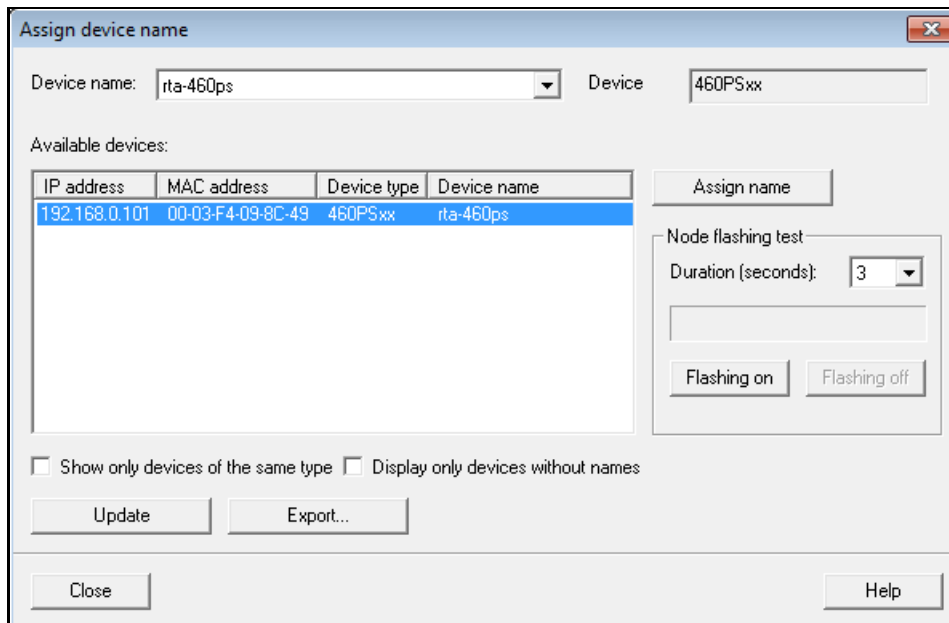 Assign device name
Device name: rta-460ps Device 460PSxx
Available devices:
IP address MAC address Device type Device name
192.168.0.101 00-03-F4-09-8C-49 460PSxx rta-460ps
Assign name
Node flashing test
Duration (seconds): 3
Flashing on Flashing off
Show only devices of the same type Display only devices without names
Update Export...
Close Help